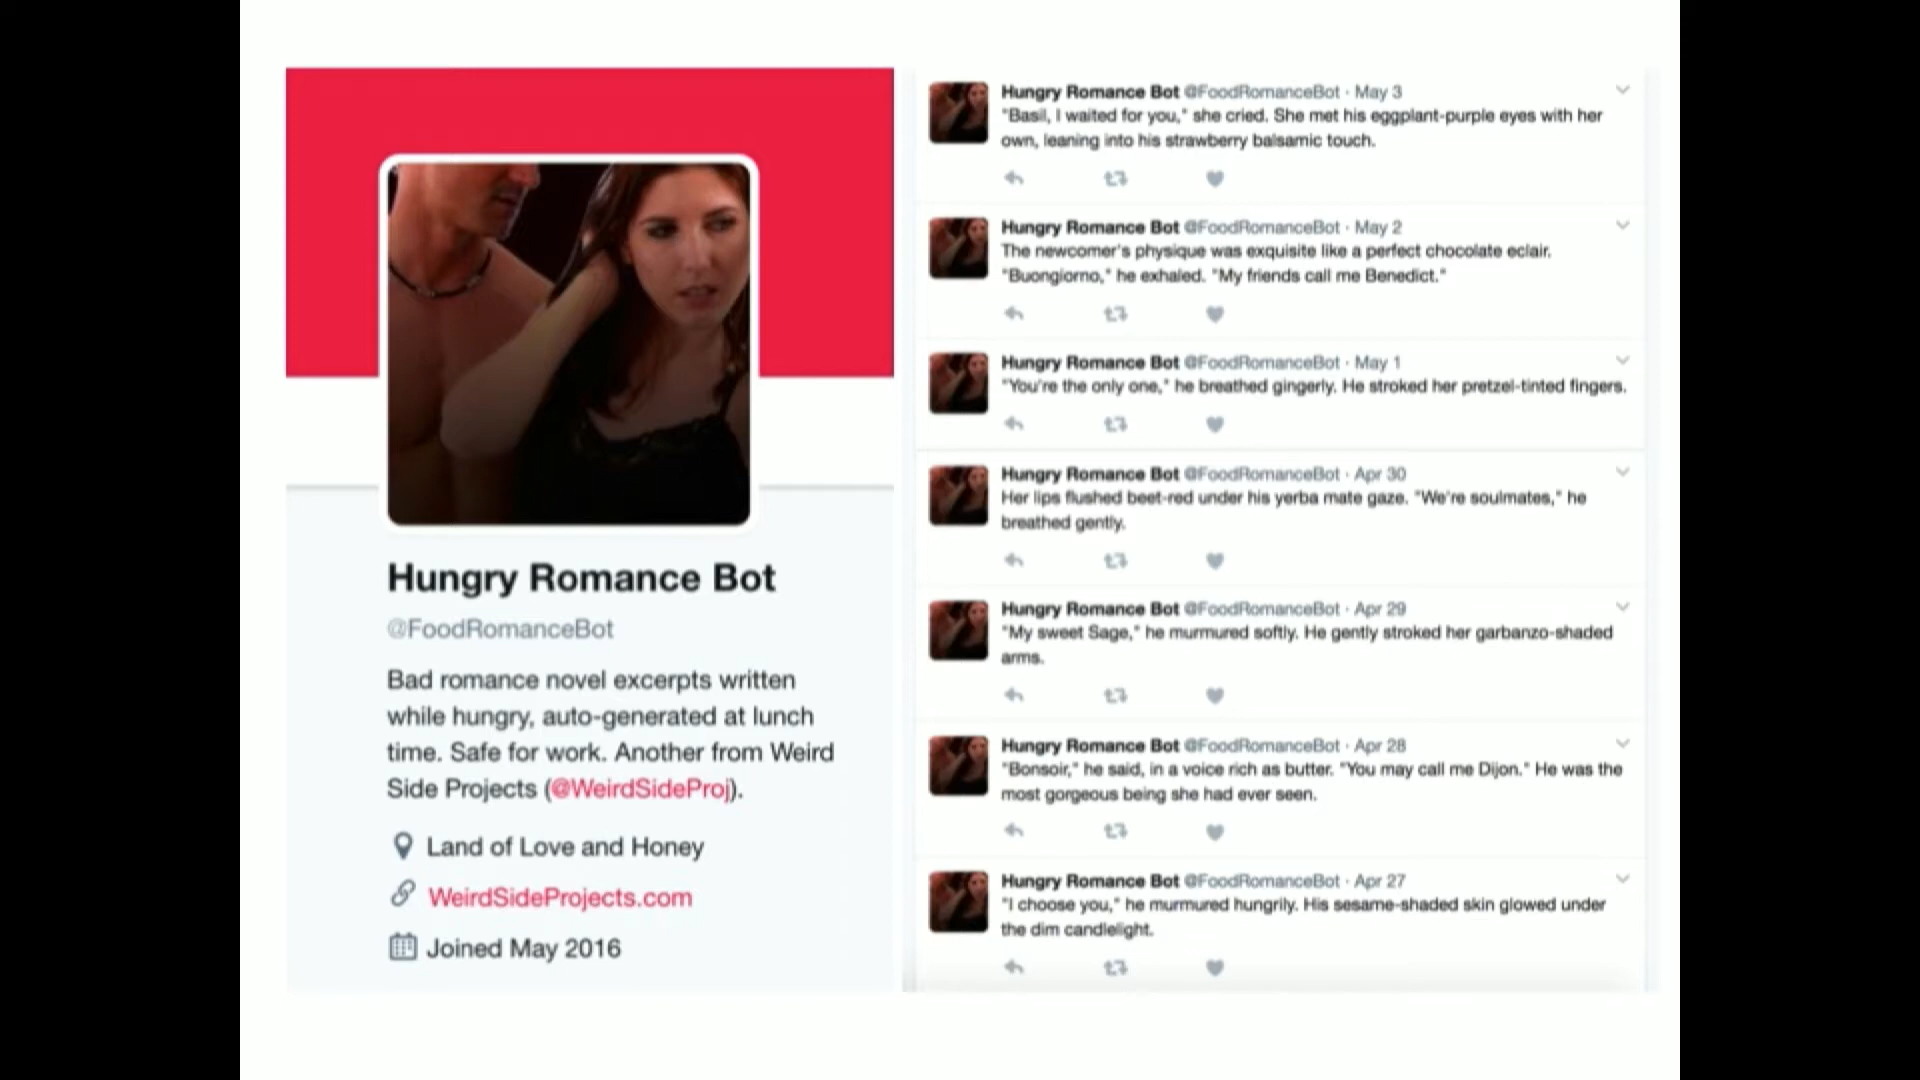 Hungry Romance Bot
@FoodRomanceBot
Bad romance novel excerpts written
while hungry, auto-generated at lunch
time. Safe for work. Another from Weird
Side Projects (@WeirdSideProj).
Land of Love and Honey
WeirdSideProjects.com
Joined May 2016
Hungry Romance Bot @FoodRomanceBot · May 3
"Basil, I waited for you," she cried. She met his eggplant-purple eyes with her
own, leaning into his strawberry balsamic touch.
Hungry Romance Bot @FoodRomanceBot · May 2
The newcomer's physique was exquisite like a perfect chocolate eclair.
"Buongiorno," he exhaled. "My friends call me Benedict."
Hungry Romance Bot @FoodRomanceBot · May 1
"You're the only one," he breathed gingerly. He stroked her pretzel-tinted fingers.
Hungry Romance Bot @FoodRomanceBot · Apr 30
Her lips flushed beet-red under his yerba mate gaze. "We're soulmates," he
breathed gently.
Hungry Romance Bot @FoodRomanceBot · Apr 29
"My sweet Sage," he murmured softly. He gently stroked her garbanzo-shaded
arms.
Hungry Romance Bot @FoodRomanceBot · Apr 28
"Bonsoir," he said, in a voice rich as butter. "You may call me Dijon." He was the
most gorgeous being she had ever seen.
Hungry Romance Bot @FoodRomanceBot · Apr 27
"I choose you," he murmured hungrily. His sesame-shaded skin glowed under
the dim candlelight.